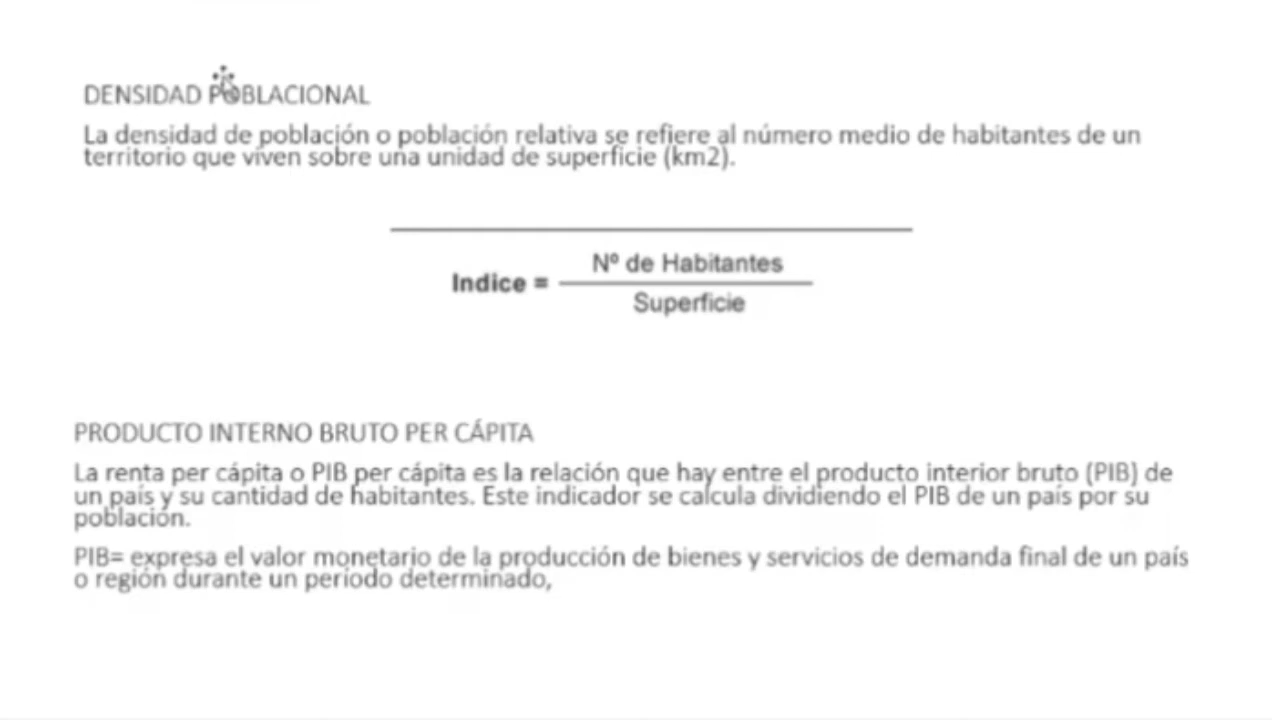 DENSIDAD POBLACIONAL
La densidad de población o población relativa se refiere al número medio de habitantes de un
territorio que viven sobre una unidad de superficie (km2).
Nº de Habitantes
Indice =
Superficie
PRODUCTO INTERNO BRUTO PER CÁPITA
La renta per cápita o PIB per cápita es la relación que hay entre el producto interior bruto (PIB) de
un país y su cantidad de habitantes. Este indicador se calcula dividiendo el PIB de un país por su
población.
PIB= expresa el valor monetario de la producción de bienes y servicios de demanda final de un país
o región durante un período determinado,